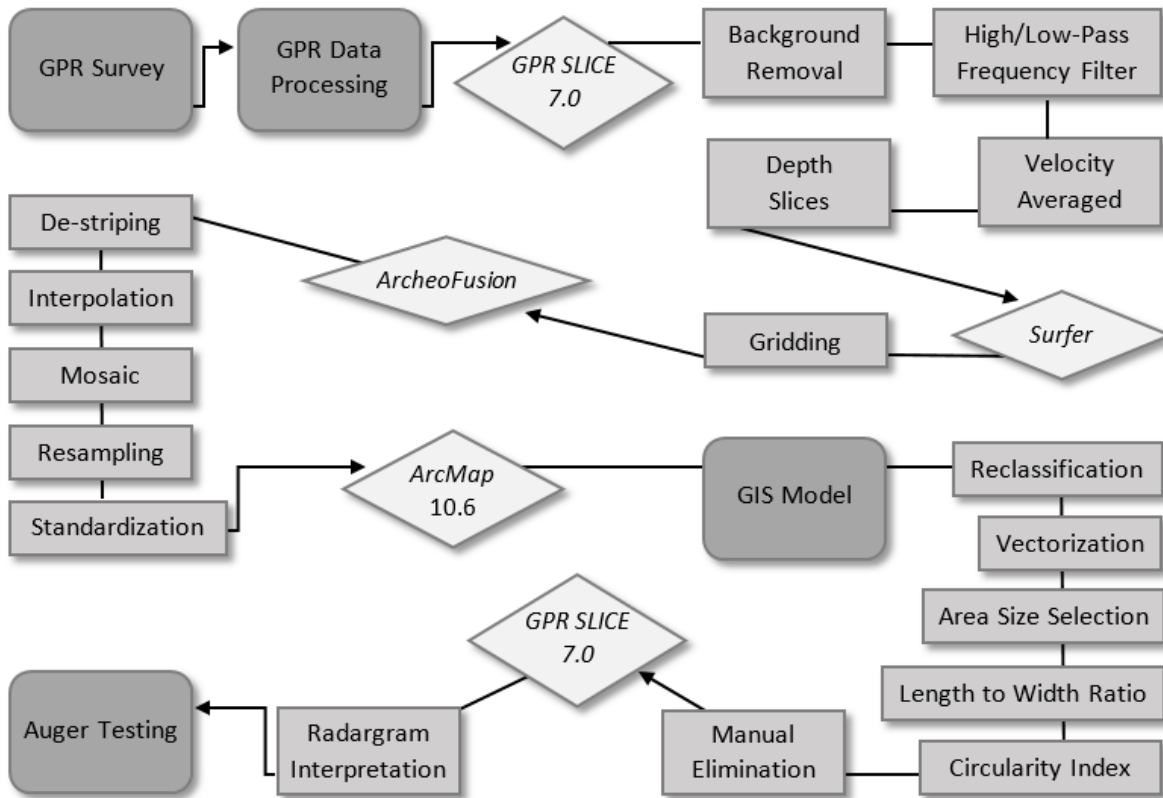 GPR Survey
GPR Data
Processing
GPR SLICE
7.0
Background
Removal
High/Low-Pass
Frequency Filter
Velocity
Averaged
Depth
Slices
Surfer
Gridding
ArcheoFusion
De-striping
Interpolation
Mosaic
Resampling
Standardization
ArcMap
10.6
GIS Model
Reclassification
Vectorization
Area Size Selection
Length to Width Ratio
Circularity Index
Manual
Elimination
GPR SLICE
7.0
Radargram
Interpretation
Auger Testing